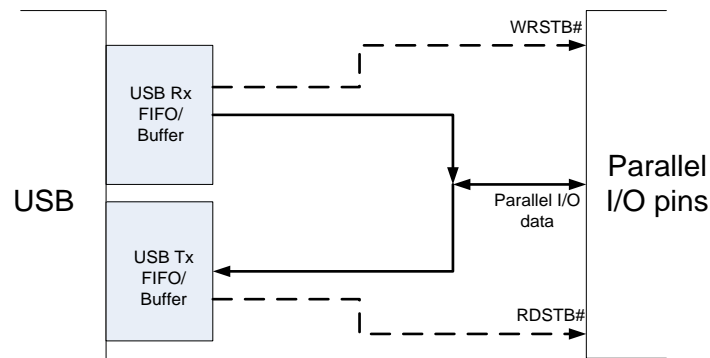 WRSTB#
USB Rx
FIFO/
Buffer
USB
Parallel
I/O pins
Parallel I/O
data
USB Tx
FIFO/
Buffer
RDSTB#